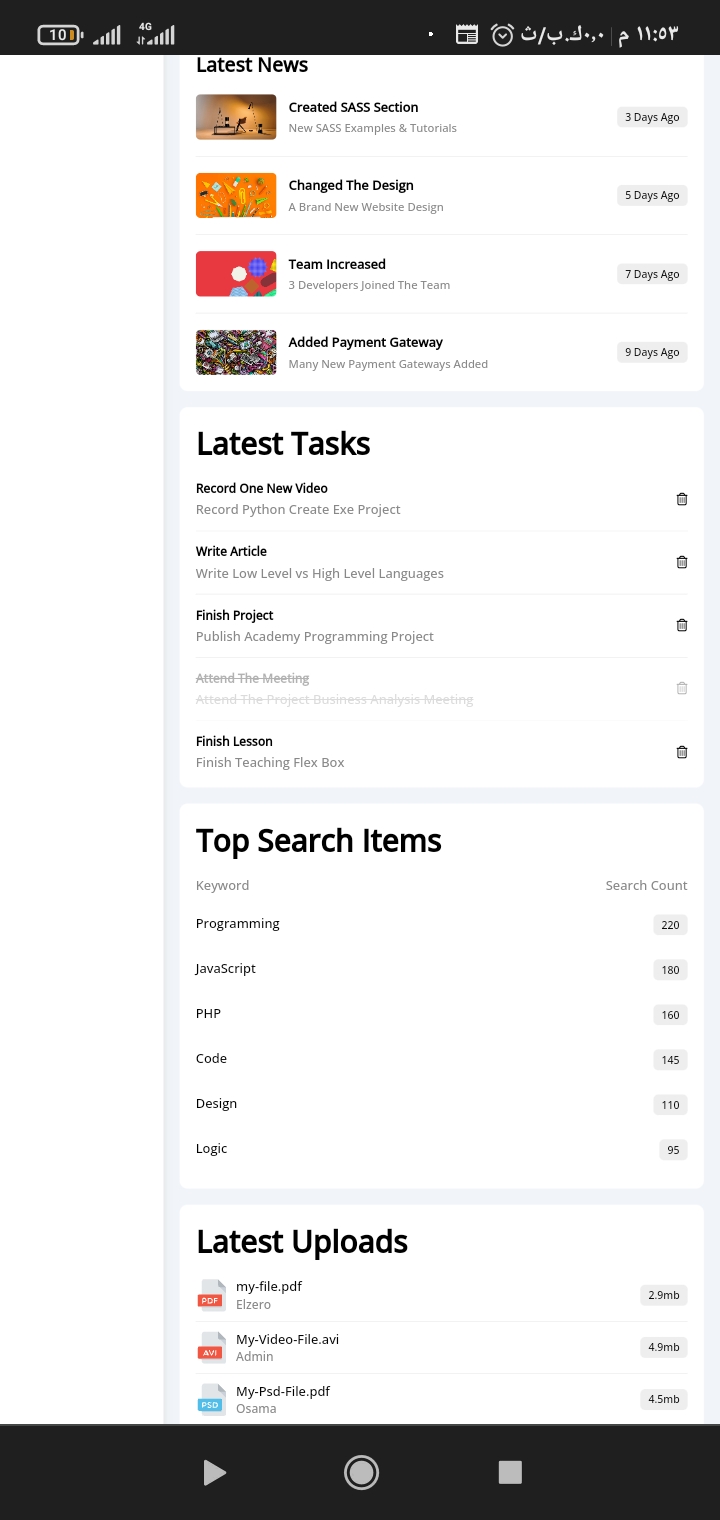 10
4G
٠,٠ك.ب/ث
١١:٥٣ م
Latest News
Created SASS Section
New SASS Examples & Tutorials
3 Days Ago
Changed The Design
A Brand New Website Design
5 Days Ago
Team Increased
3 Developers Joined The Team
7 Days Ago
Added Payment Gateway
Many New Payment Gateways Added
9 Days Ago
Latest Tasks
Record One New Video
Record Python Create Exe Project
Write Article
Write Low Level vs High Level Languages
Finish Project
Publish Academy Programming Project
Attend The Meeting
Attend The Project Business Analysis Meeting
Finish Lesson
Finish Teaching Flex Box
Top Search Items
Keyword Search Count
Programming 220
JavaScript 180
PHP 160
Code 145
Design 110
Logic 95
Latest Uploads
PDF
my-file.pdf
Elzero
2.9mb
AVI
My-Video-File.avi
Admin
4.9mb
PSD
My-Psd-File.pdf
Osama
4.5mb